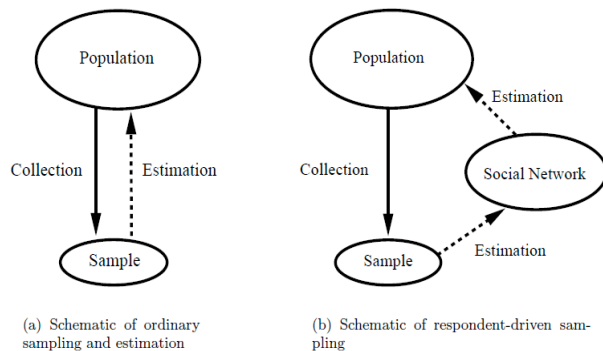 Population
Collection
Estimation
Sample
(a) Schematic of ordinary
sampling and estimation
Population
Estimation
Collection
Social Network
Sample
Estimation
(b) Schematic of respondent-driven sam-
pling